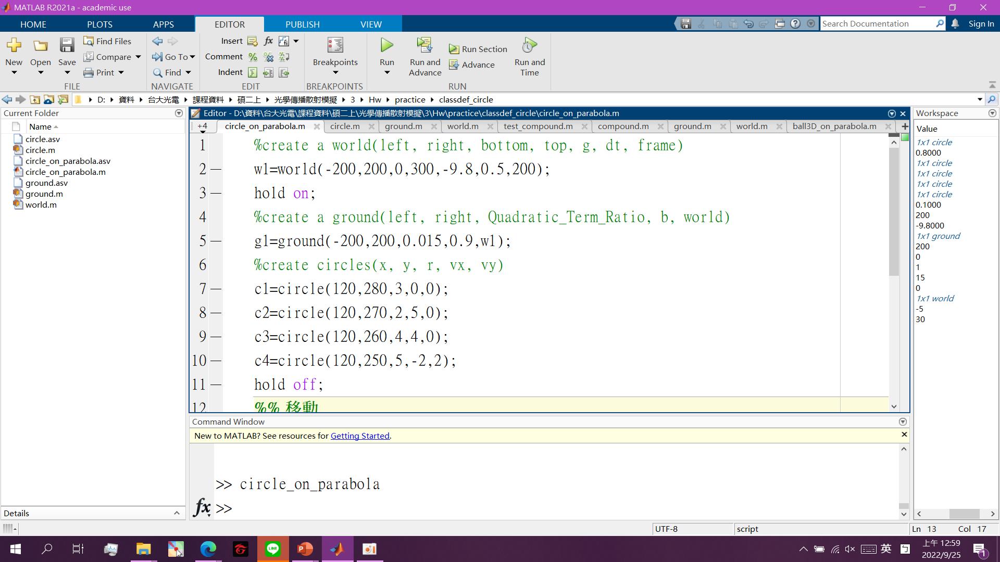 MATLAB R2021a - academic use
HOME PLOTS APPS EDITOR PUBLISH VIEW
Search Documentation
Sign In
New Open Save
Find Files
Compare
Print
FILE
Go To
Find
NAVIGATE
Insert
Comment
Indent
EDIT
Breakpoints
BREAKPOINTS
Run
Run and Advance
Run Section
Advance
Run and Time
RUN
D: 資料 台大光電 課程資料 碩二上 光學傳播散射模擬 3 Hw practice classdef_circle
Current Folder
Name
circle.asv
circle.m
circle_on_parabola.asv
circle_on_parabola.m
ground.asv
ground.m
world.m
Details
Editor - D:\資料\台大光電\課程資料\碩二上\光學傳播散射模擬\3\Hw\practice\classdef_circle\circle_on_parabola.m
+4 circle_on_parabola.m circle.m ground.m world.m test_compound.m compound.m ground.m world.m ball3D_on_parabola.m
1 %create a world(left, right, bottom, top, g, dt, frame)
2 w1=world(-200,200,0,300,-9.8,0.5,200);
3 hold on;
4 %create a ground(left, right, Quadratic_Term_Ratio, b, world)
5 g1=ground(-200,200,0.015,0.9,w1);
6 %create circles(x, y, r, vx, vy)
7 c1=circle(120,280,3,0,0);
8 c2=circle(120,270,2,5,0);
9 c3=circle(120,260,4,4,0);
10 c4=circle(120,250,5,-2,2);
11 hold off;
12 %% 移動
Command Window
New to MATLAB? See resources for Getting Started.
>> circle_on_parabola
fx >>
Workspace
Value
1x1 circle
0.8000
1x1 circle
1x1 circle
1x1 circle
1x1 circle
0.1000
200
-9.8000
1x1 ground
200
0
1
15
0
1x1 world
-5
30
UTF-8
script
Ln 13 Col 17
LINE
英
上午 12:59
2022/9/25
1